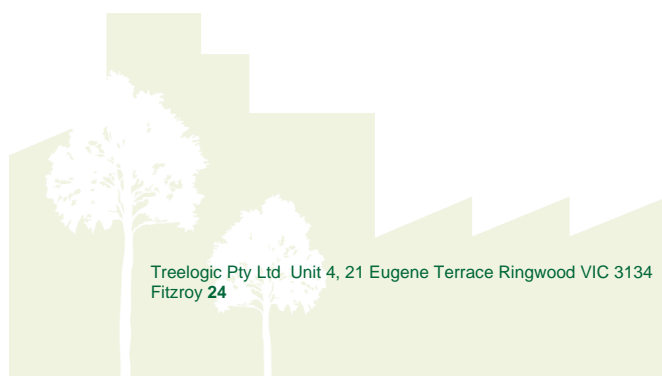 Treelogic Pty Ltd Unit 4, 21 Eugene Terrace Ringwood VIC 3134
Fitzroy 24